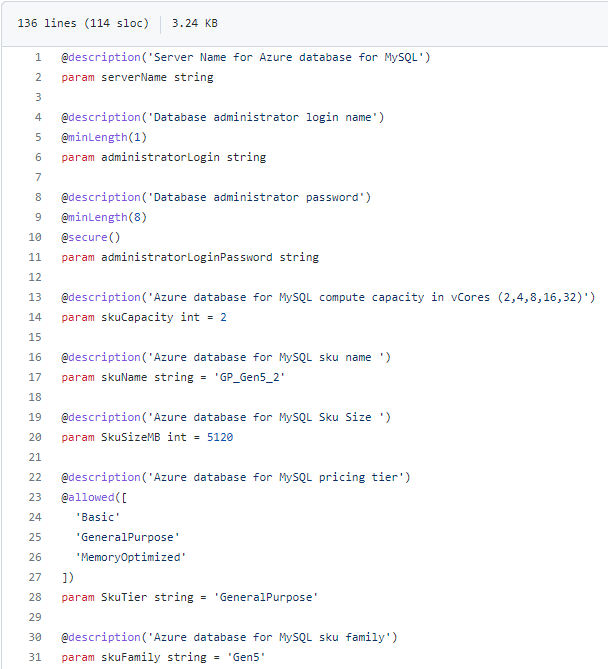 136 lines (114 sloc) 3.24 KB
1 @description('Server Name for Azure database for MySQL')
2 param serverName string
3
4 @description('Database administrator login name')
5 @minLength(1)
6 param administratorLogin string
7
8 @description('Database administrator password')
9 @minLength(8)
10 @secure()
11 param administratorLoginPassword string
12
13 @description('Azure database for MySQL compute capacity in vCores (2,4,8,16,32)')
14 param skuCapacity int = 2
15
16 @description('Azure database for MySQL sku name ')
17 param skuName string = 'GP_Gen5_2'
18
19 @description('Azure database for MySQL Sku Size ')
20 param SkuSizeMB int = 5120
21
22 @description('Azure database for MySQL pricing tier')
23 @allowed([
24   'Basic'
25   'GeneralPurpose'
26   'MemoryOptimized'
27 ])
28 param SkuTier string = 'GeneralPurpose'
29
30 @description('Azure database for MySQL sku family')
31 param skuFamily string = 'Gen5'